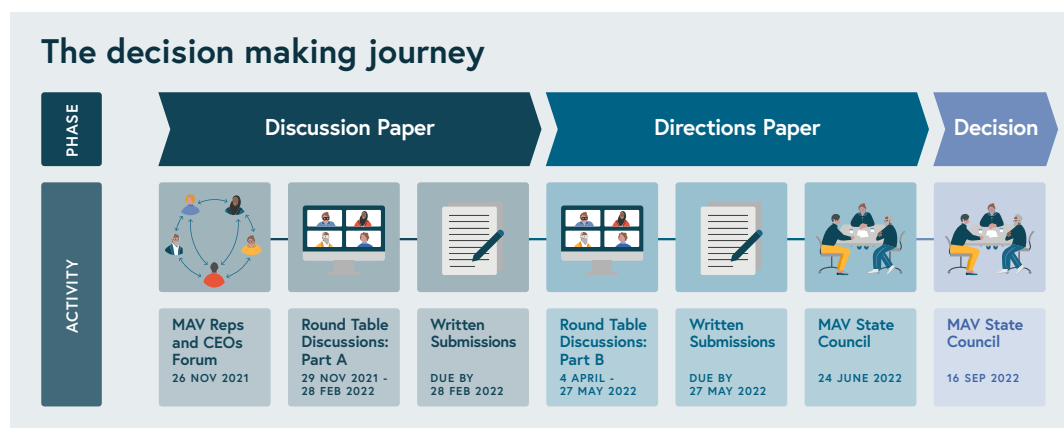 The decision making journey
PHASE
Discussion Paper
Directions Paper
Decision
ACTIVITY
MAV Reps
and CEOs
Forum
26 NOV 2021
Round Table
Discussions:
Part A
29 NOV 2021 -
28 FEB 2022
Written
Submissions
DUE BY
28 FEB 2022
Round Table
Discussions:
Part B
4 APRIL -
27 MAY 2022
Written
Submissions
DUE BY
27 MAY 2022
MAV State
Council
24 JUNE 2022
MAV State
Council
16 SEP 2022